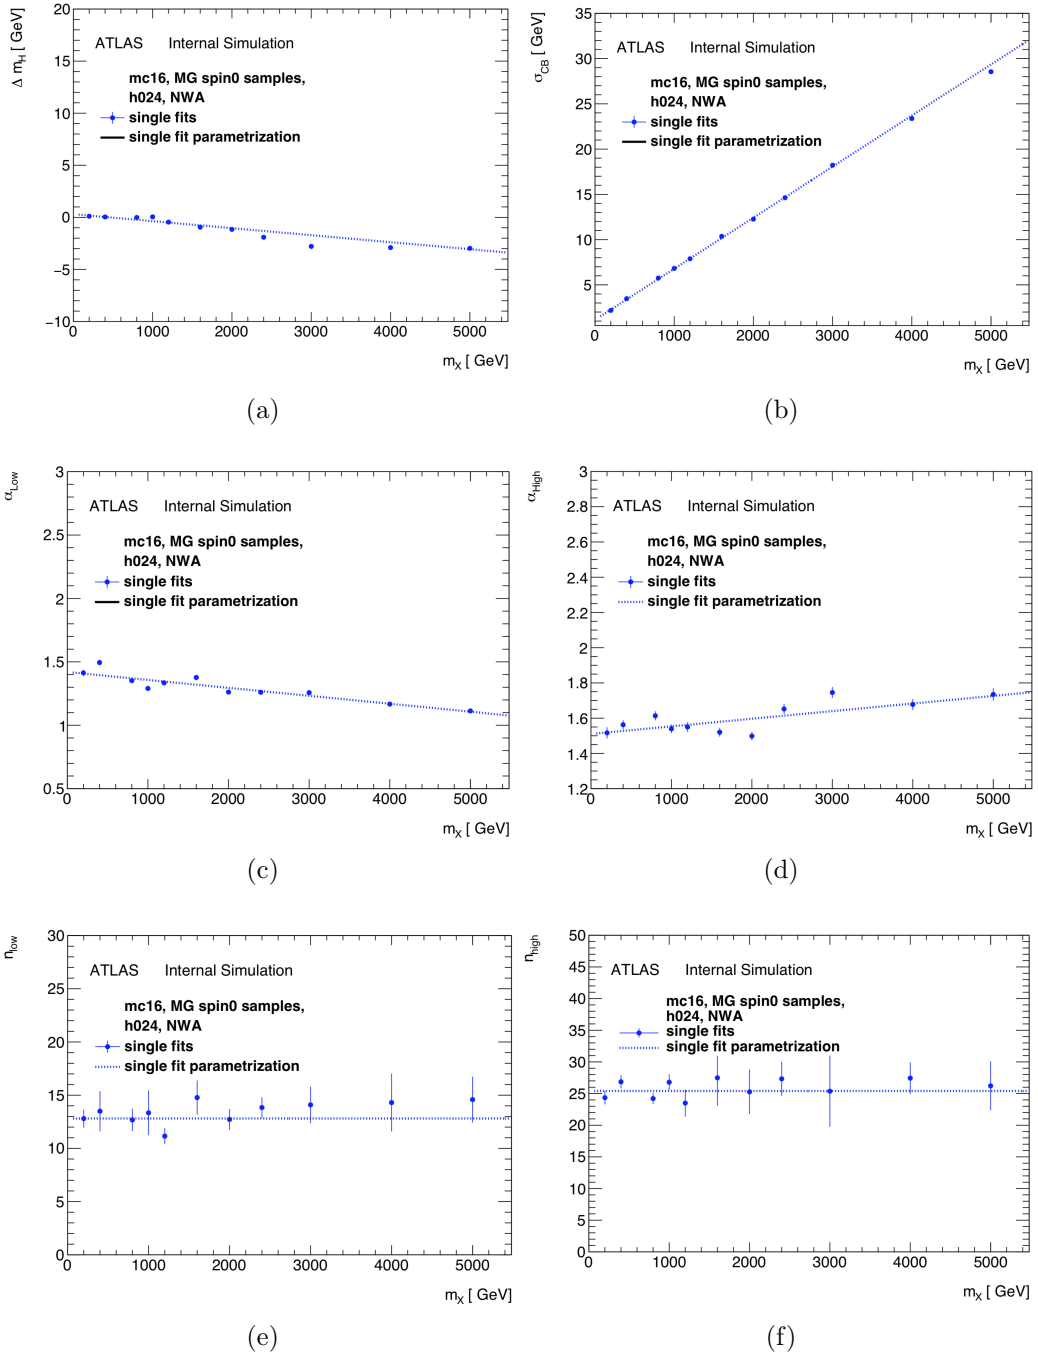 Δ m_H [ GeV]
20
15
10
5
0
−5
−10
ATLAS Internal Simulation
mc16, MG spin0 samples,
h024, NWA
single fits
single fit parametrization
0 1000 2000 3000 4000 5000
m_X [ GeV]
(a)
σ_CB [ GeV]
35
30
25
20
15
10
5
ATLAS Internal Simulation
mc16, MG spin0 samples,
h024, NWA
single fits
single fit parametrization
0 1000 2000 3000 4000 5000
m_X [ GeV]
(b)
α_Low
3
2.5
2
1.5
1
0.5
ATLAS Internal Simulation
mc16, MG spin0 samples,
h024, NWA
single fits
single fit parametrization
0 1000 2000 3000 4000 5000
m_X [ GeV]
(c)
α_High
3
2.8
2.6
2.4
2.2
2
1.8
1.6
1.4
1.2
ATLAS Internal Simulation
mc16, MG spin0 samples,
h024, NWA
single fits
single fit parametrization
0 1000 2000 3000 4000 5000
m_X [ GeV]
(d)
n_low
30
25
20
15
10
5
0
ATLAS Internal Simulation
mc16, MG spin0 samples,
h024, NWA
single fits
single fit parametrization
0 1000 2000 3000 4000 5000
m_X [ GeV]
(e)
n_high
50
45
40
35
30
25
20
15
10
5
0
ATLAS Internal Simulation
mc16, MG spin0 samples,
h024, NWA
single fits
single fit parametrization
0 1000 2000 3000 4000 5000
m_X [ GeV]
(f)